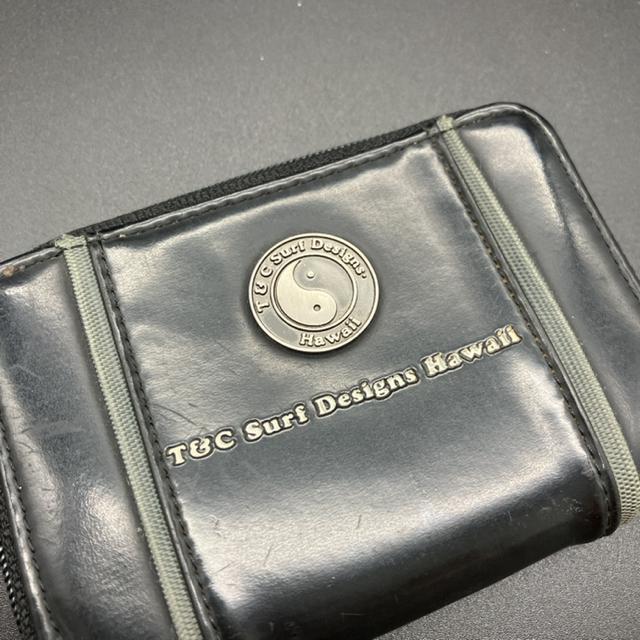 T & C Surf Designs
Hawaii
T&C Surf Designs Hawaii